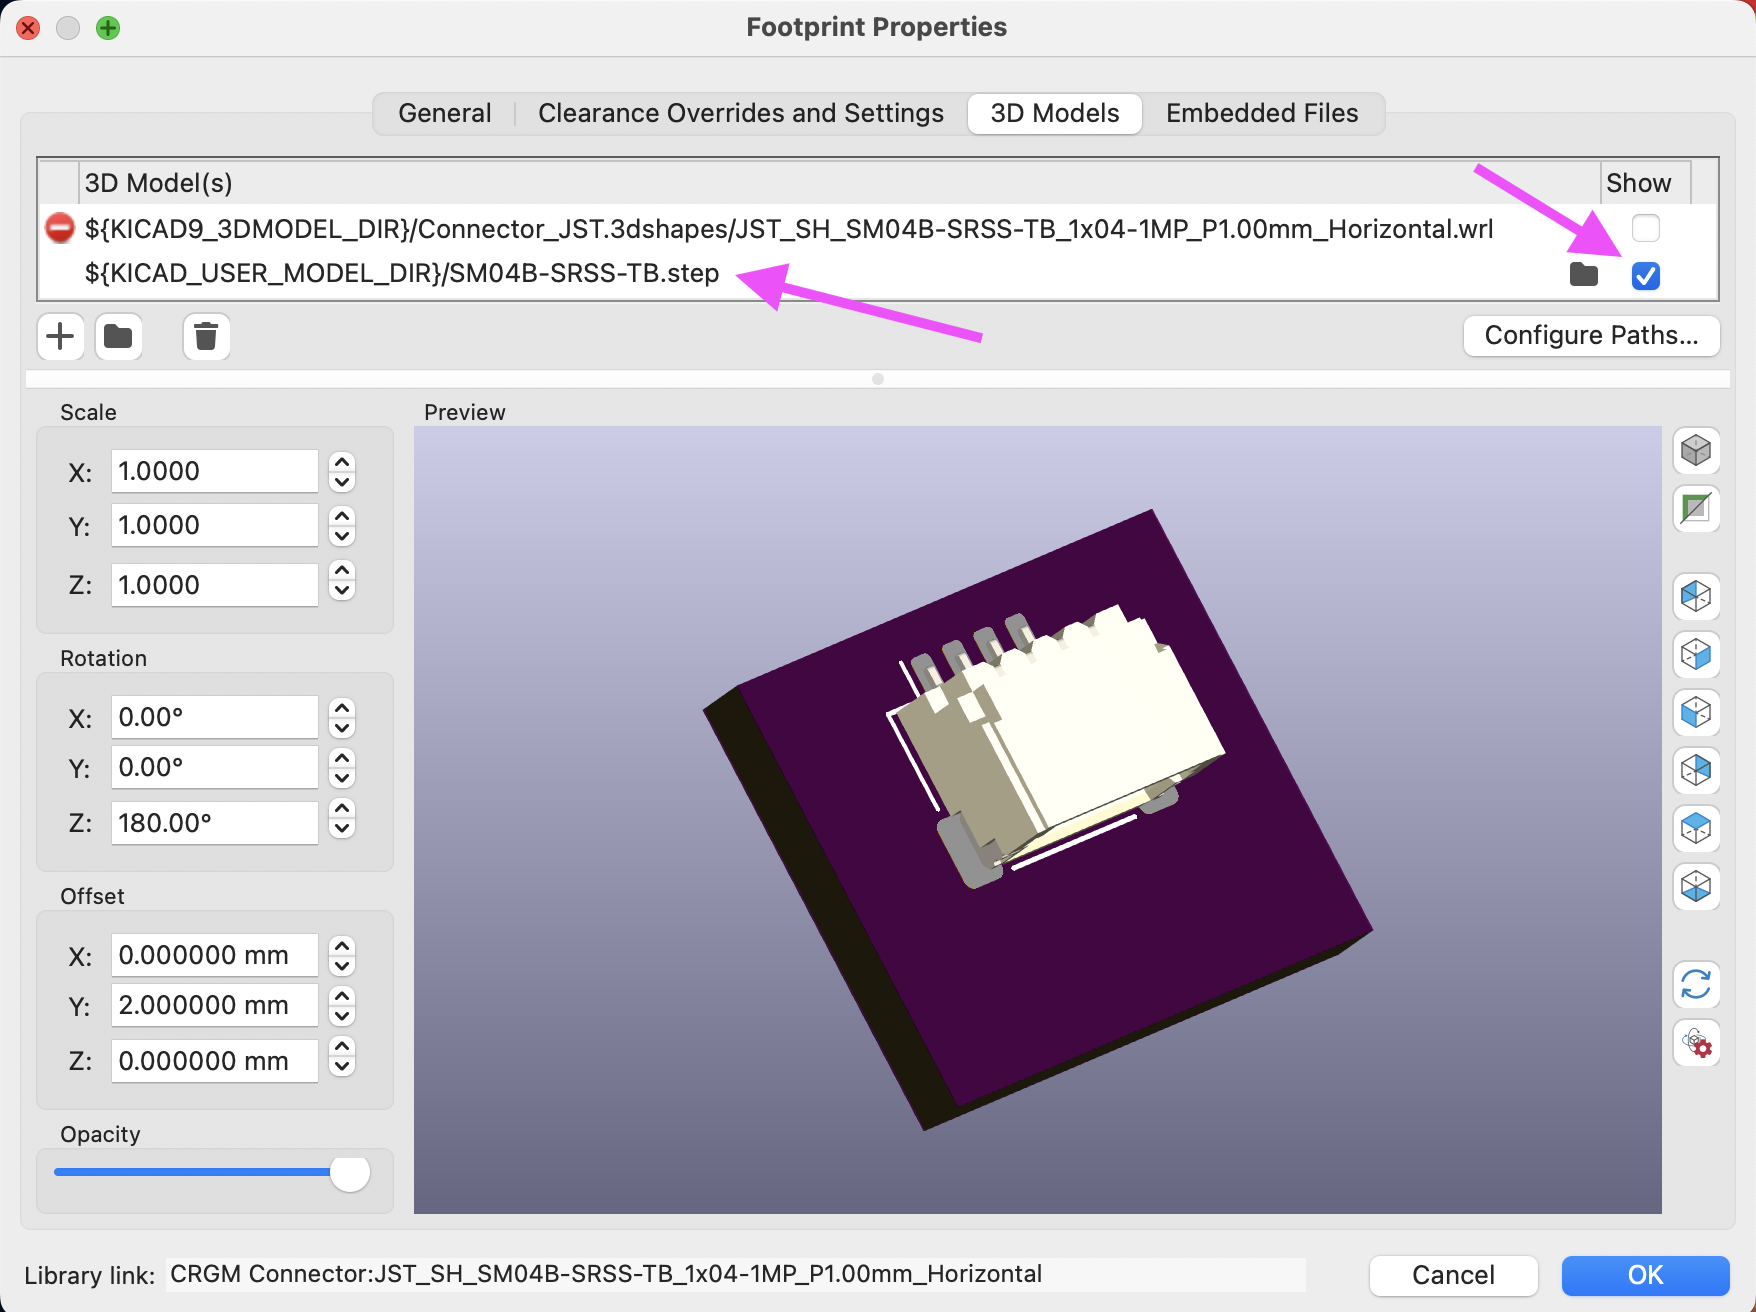 Footprint Properties
General
Clearance Overrides and Settings
3D Models
Embedded Files
3D Model(s)
Show
${KICAD9_3DMODEL_DIR}/Connector_JST.3dshapes/JST_SH_SM04B-SRSS-TB_1x04-1MP_P1.00mm_Horizontal.wrl
${KICAD_USER_MODEL_DIR}/SM04B-SRSS-TB.step
Configure Paths...
Scale
X: 1.0000
Y: 1.0000
Z: 1.0000
Rotation
X: 0.00°
Y: 0.00°
Z: 180.00°
Offset
X: 0.000000 mm
Y: 2.000000 mm
Z: 0.000000 mm
Opacity
Preview
Library link: CRGM Connector:JST_SH_SM04B-SRSS-TB_1x04-1MP_P1.00mm_Horizontal
Cancel
OK